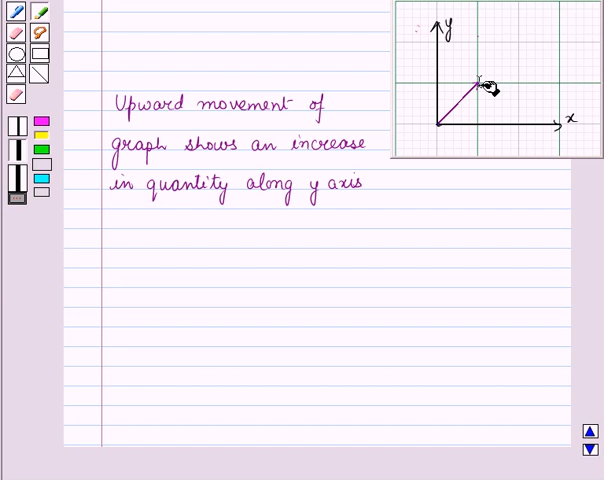 Upward movement of
graph shows an increase
in quantity along y axis
y
x